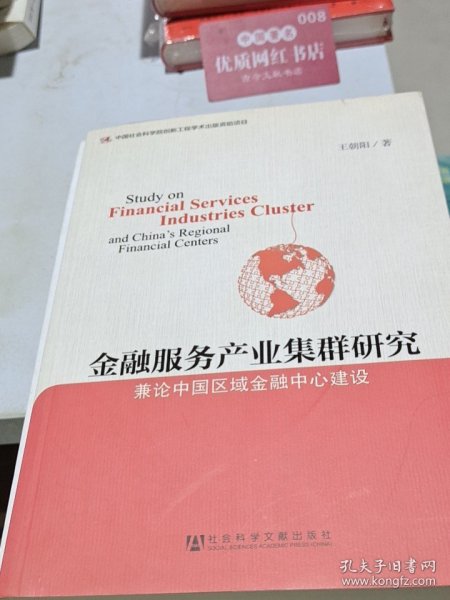 008
中国书店
优质网红书店
中国社会科学院创新工程学术出版资助项目
王朝阳/著
Study on
Financial Services
Industries Cluster
and China's Regional
Financial Centers
金融服务产业集群研究
兼论中国区域金融中心建设
社会科学文献出版社
SOCIAL SCIENCES ACADEMIC PRESS (CHINA)
孔夫子旧书网
www.kongfz.com